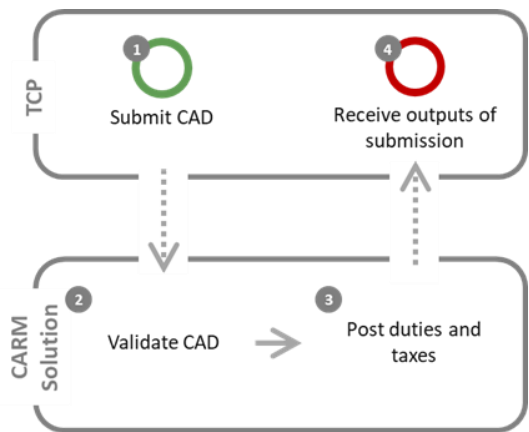 TCP
1
Submit CAD
4
Receive outputs of
submission
CARM
Solution
2
Validate CAD
3
Post duties and
taxes